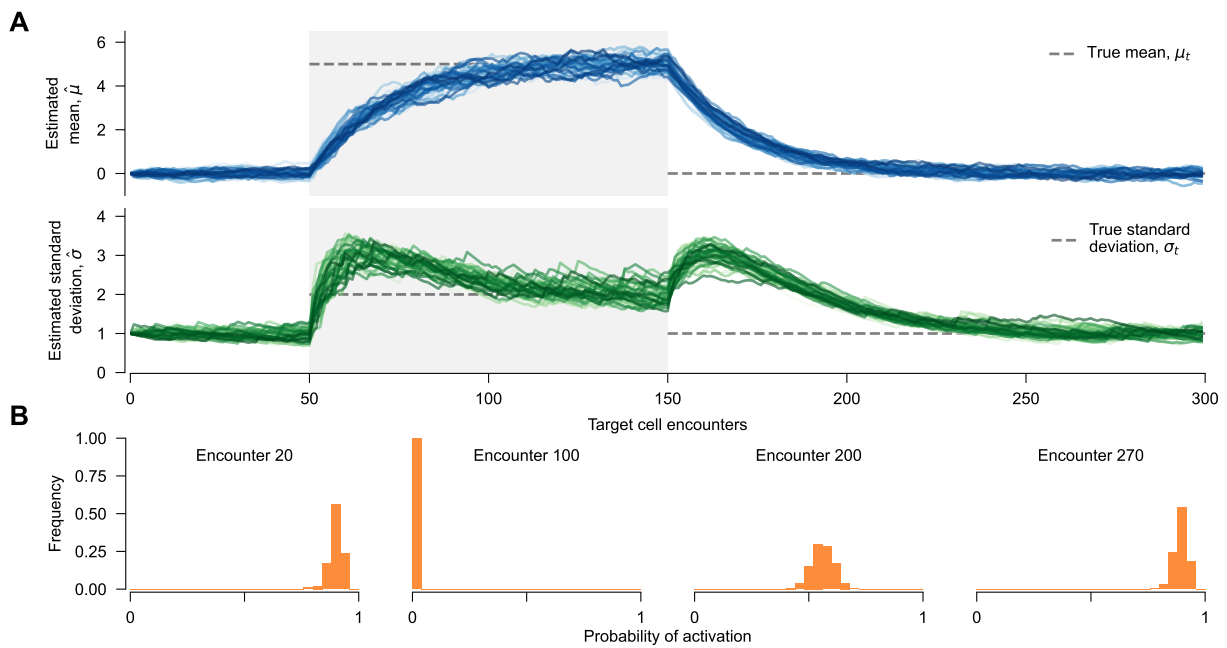 A
6
4
2
0
Estimated
mean, μ̂
True mean, μt
4
3
2
1
0
Estimated standard
deviation, σ̂
True standard
deviation, σt
0 50 100 150 200 250 300
Target cell encounters
B
Encounter 20 Encounter 100 Encounter 200 Encounter 270
1.00
0.75
0.50
0.25
0.00
Frequency
0 1 0 1 0 1 0 1
Probability of activation